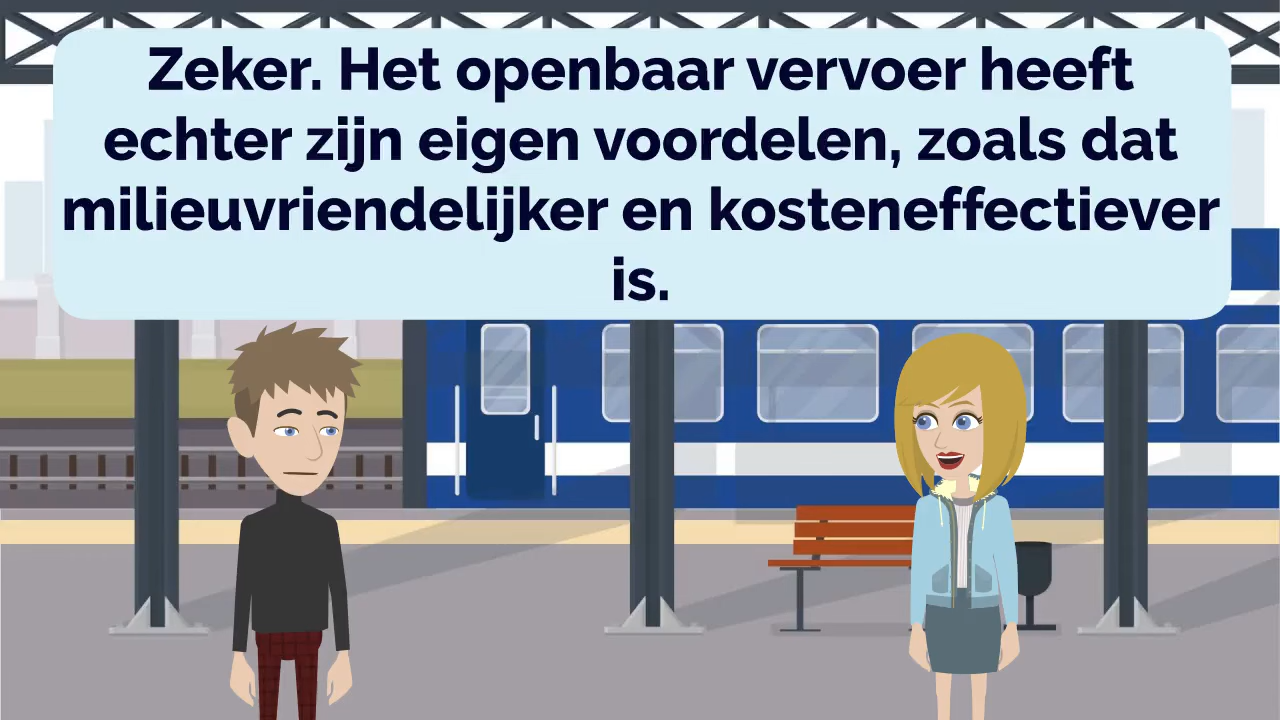 Zeker. Het openbaar vervoer heeft
echter zijn eigen voordelen, zoals dat
milieuvriendelijker en kosteneffectiever
is.